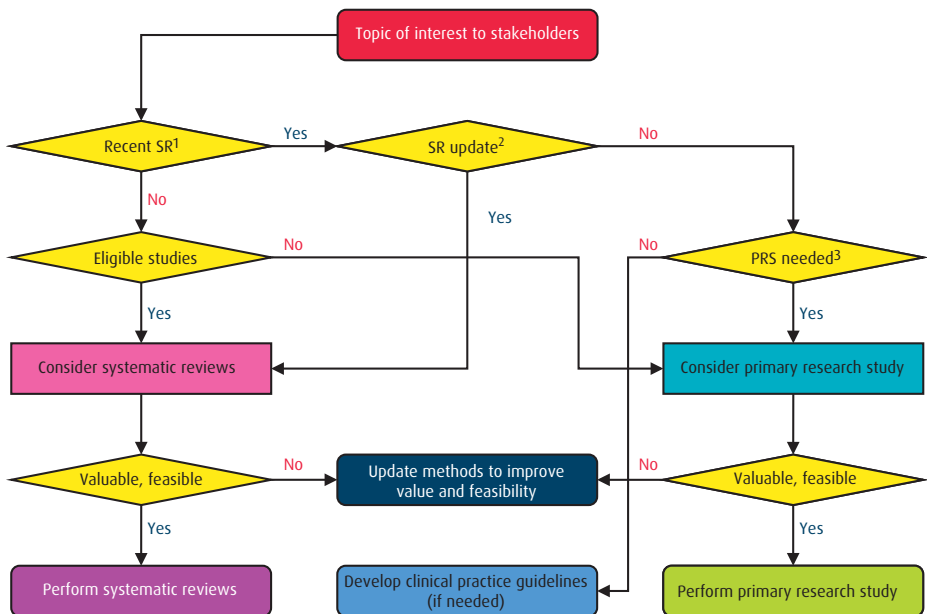 Topic of interest to stakeholders
Recent SR¹
Yes
SR update²
No
No
Yes
Eligible studies
No
No
PRS needed³
Yes
Yes
Consider systematic reviews
Consider primary research study
Valuable, feasible
No
Update methods to improve
value and feasibility
No
Valuable, feasible
Yes
Yes
Perform systematic reviews
Develop clinical practice guidelines
(if needed)
Perform primary research study